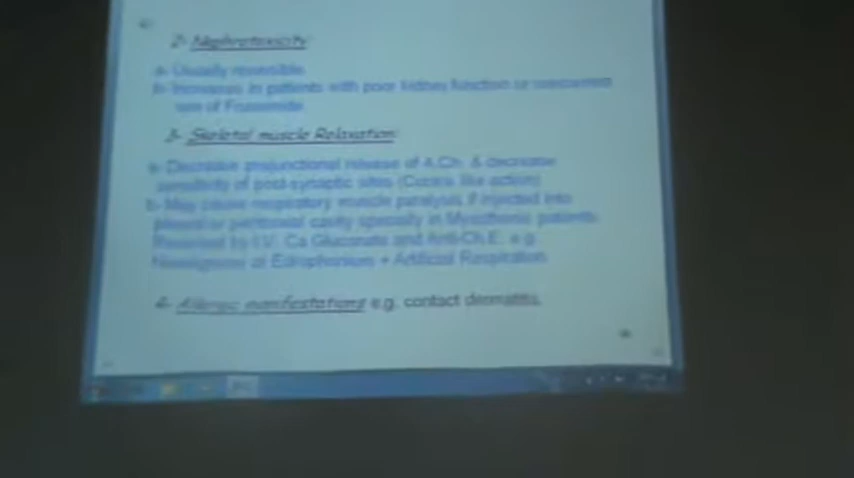 2- Nephrotoxicity:
a- Usually reversible
b- Increases in patients with poor kidney function or concurrent
use of Frusemide
3- Skeletal muscle Relaxation:
a- Decrease prejunctional release of A.Ch. & decrease
sensitivity of post-synaptic sites (Curare like action)
b- May cause respiratory muscle paralysis if injected into
pleural or peritoneal cavity specially in Myasthenic patients
Reversed by I.V. Ca Gluconate and Anti-Ch.E. e.g.
Neostigmine or Edrophonium + Artificial Respiration
4- Allergic manifestations e.g. contact dermatitis.